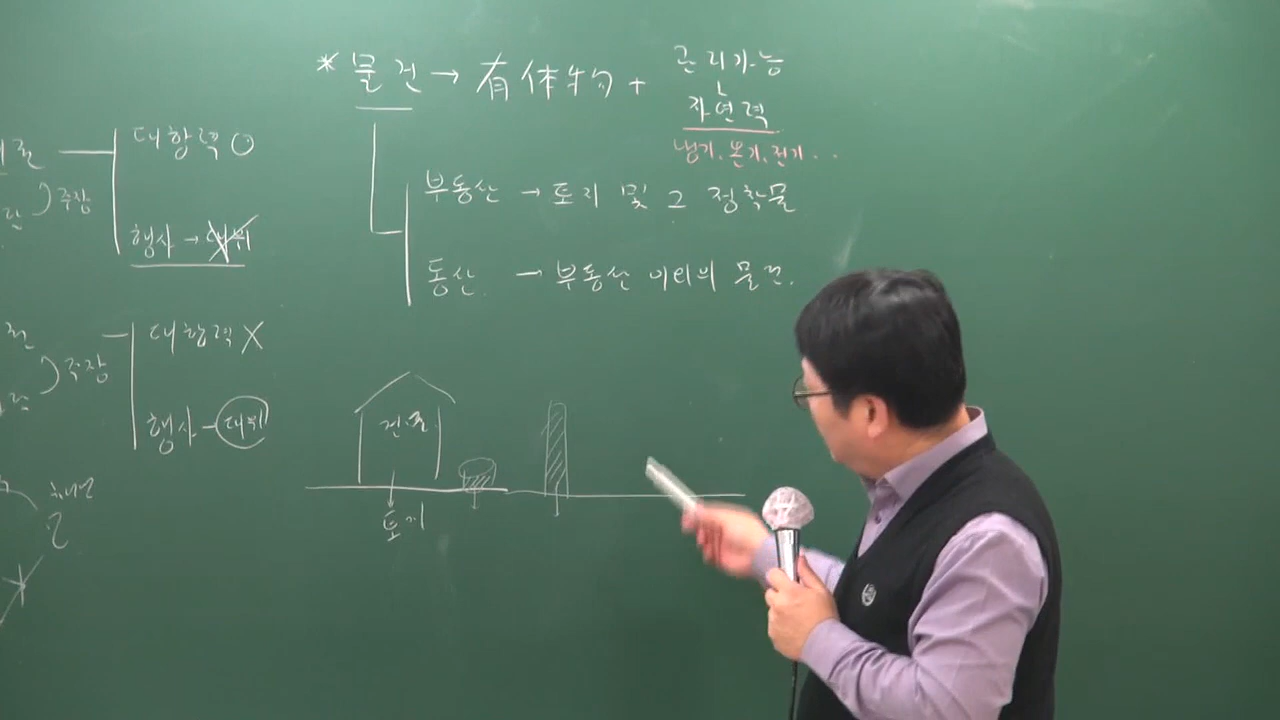 * 물건 → 有体物 + 관리가능
자연력
냉기. 온기. 전기...
부동산 → 토지 및 그 정착물
동산 → 부동산 이외의 물건.
대항력 O
주장
행사 → 대위
대항력 X
주장
행사 - 대위
건물
토지